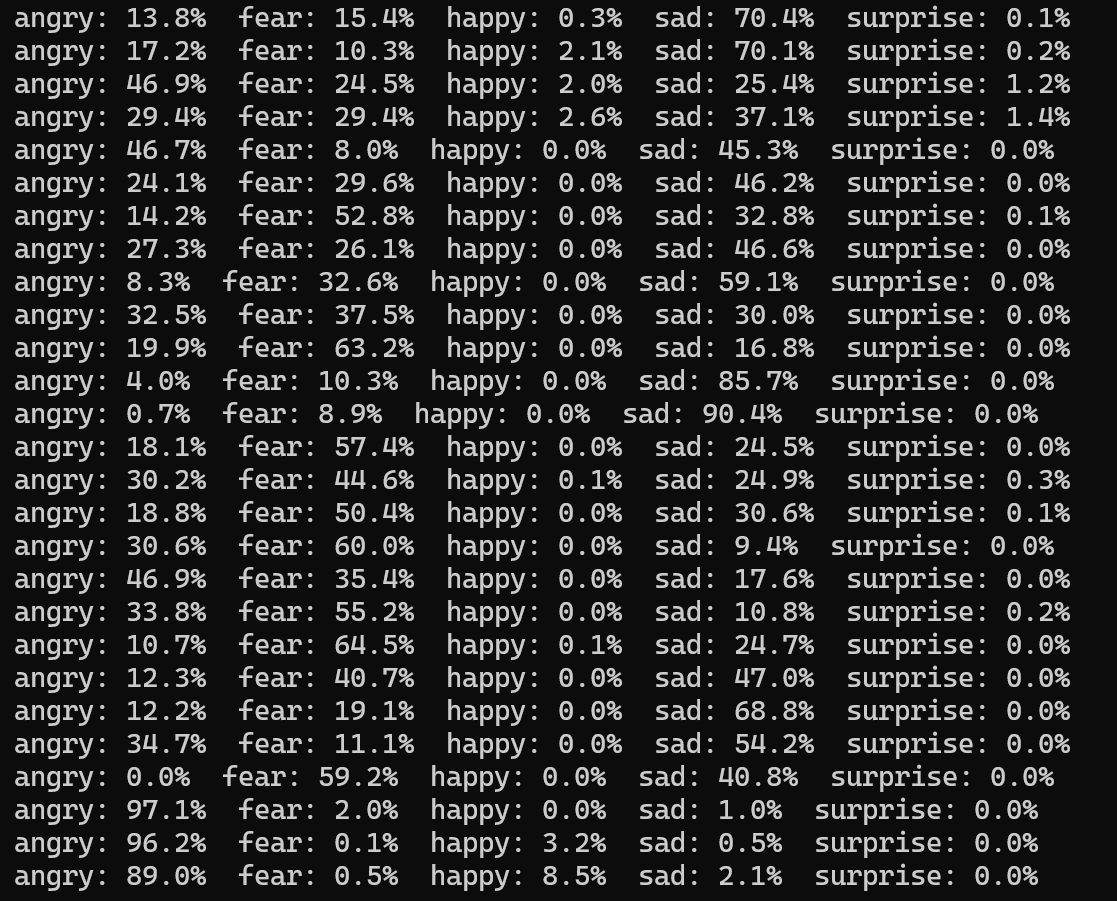 angry: 13.8%  fear: 15.4%  happy: 0.3%  sad: 70.4%  surprise: 0.1%
angry: 17.2%  fear: 10.3%  happy: 2.1%  sad: 70.1%  surprise: 0.2%
angry: 46.9%  fear: 24.5%  happy: 2.0%  sad: 25.4%  surprise: 1.2%
angry: 29.4%  fear: 29.4%  happy: 2.6%  sad: 37.1%  surprise: 1.4%
angry: 46.7%  fear: 8.0%  happy: 0.0%  sad: 45.3%  surprise: 0.0%
angry: 24.1%  fear: 29.6%  happy: 0.0%  sad: 46.2%  surprise: 0.0%
angry: 14.2%  fear: 52.8%  happy: 0.0%  sad: 32.8%  surprise: 0.1%
angry: 27.3%  fear: 26.1%  happy: 0.0%  sad: 46.6%  surprise: 0.0%
angry: 8.3%  fear: 32.6%  happy: 0.0%  sad: 59.1%  surprise: 0.0%
angry: 32.5%  fear: 37.5%  happy: 0.0%  sad: 30.0%  surprise: 0.0%
angry: 19.9%  fear: 63.2%  happy: 0.0%  sad: 16.8%  surprise: 0.0%
angry: 4.0%  fear: 10.3%  happy: 0.0%  sad: 85.7%  surprise: 0.0%
angry: 0.7%  fear: 8.9%  happy: 0.0%  sad: 90.4%  surprise: 0.0%
angry: 18.1%  fear: 57.4%  happy: 0.0%  sad: 24.5%  surprise: 0.0%
angry: 30.2%  fear: 44.6%  happy: 0.1%  sad: 24.9%  surprise: 0.3%
angry: 18.8%  fear: 50.4%  happy: 0.0%  sad: 30.6%  surprise: 0.1%
angry: 30.6%  fear: 60.0%  happy: 0.0%  sad: 9.4%  surprise: 0.0%
angry: 46.9%  fear: 35.4%  happy: 0.0%  sad: 17.6%  surprise: 0.0%
angry: 33.8%  fear: 55.2%  happy: 0.0%  sad: 10.8%  surprise: 0.2%
angry: 10.7%  fear: 64.5%  happy: 0.1%  sad: 24.7%  surprise: 0.0%
angry: 12.3%  fear: 40.7%  happy: 0.0%  sad: 47.0%  surprise: 0.0%
angry: 12.2%  fear: 19.1%  happy: 0.0%  sad: 68.8%  surprise: 0.0%
angry: 34.7%  fear: 11.1%  happy: 0.0%  sad: 54.2%  surprise: 0.0%
angry: 0.0%  fear: 59.2%  happy: 0.0%  sad: 40.8%  surprise: 0.0%
angry: 97.1%  fear: 2.0%  happy: 0.0%  sad: 1.0%  surprise: 0.0%
angry: 96.2%  fear: 0.1%  happy: 3.2%  sad: 0.5%  surprise: 0.0%
angry: 89.0%  fear: 0.5%  happy: 8.5%  sad: 2.1%  surprise: 0.0%